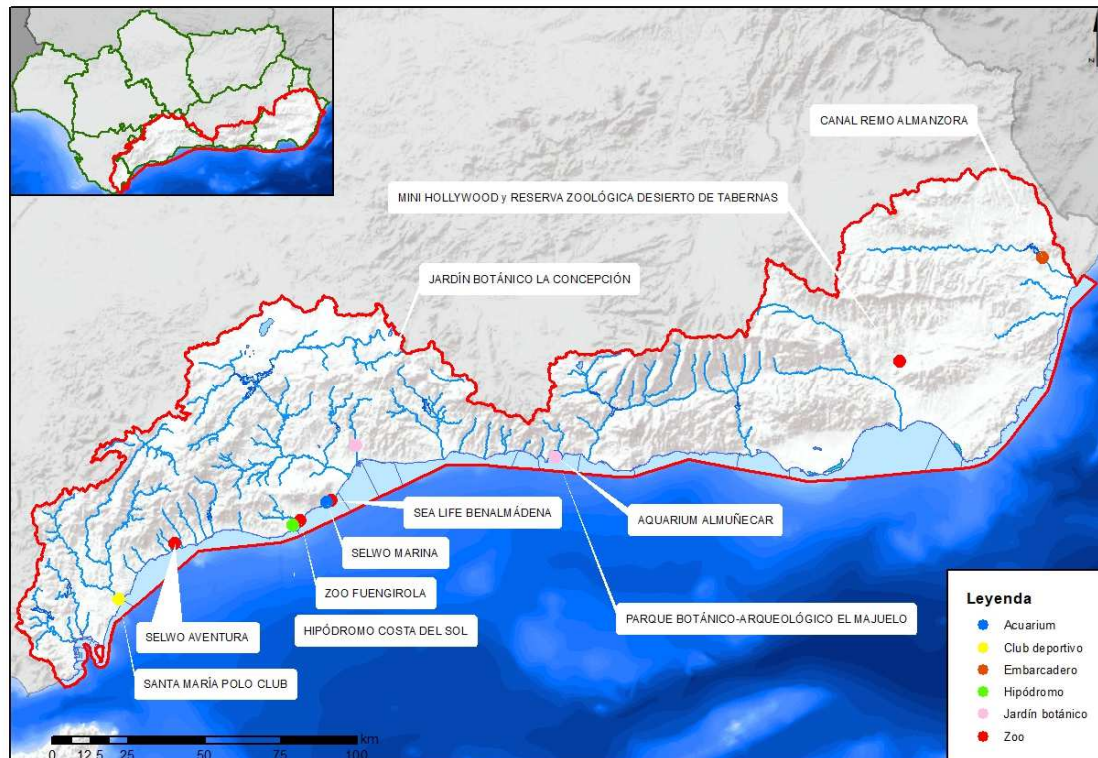 CANAL REMO ALMANZORA
MINI HOLLYWOOD y RESERVA ZOOLÓGICA DESIERTO DE TABERNAS
JARDÍN BOTÁNICO LA CONCEPCIÓN
SEA LIFE BENALMÁDENA
AQUARIUM ALMUÑECAR
SELWO MARINA
ZOO FUENGIROLA
PARQUE BOTÁNICO-ARQUEOLÓGICO EL MAJUELO
HIPÓDROMO COSTA DEL SOL
SELWO AVENTURA
SANTA MARÍA POLO CLUB
Leyenda
Acuarium
Club deportivo
Embarcadero
Hipódromo
Jardín botánico
Zoo
km
0 12,5 25 50 75 100
N